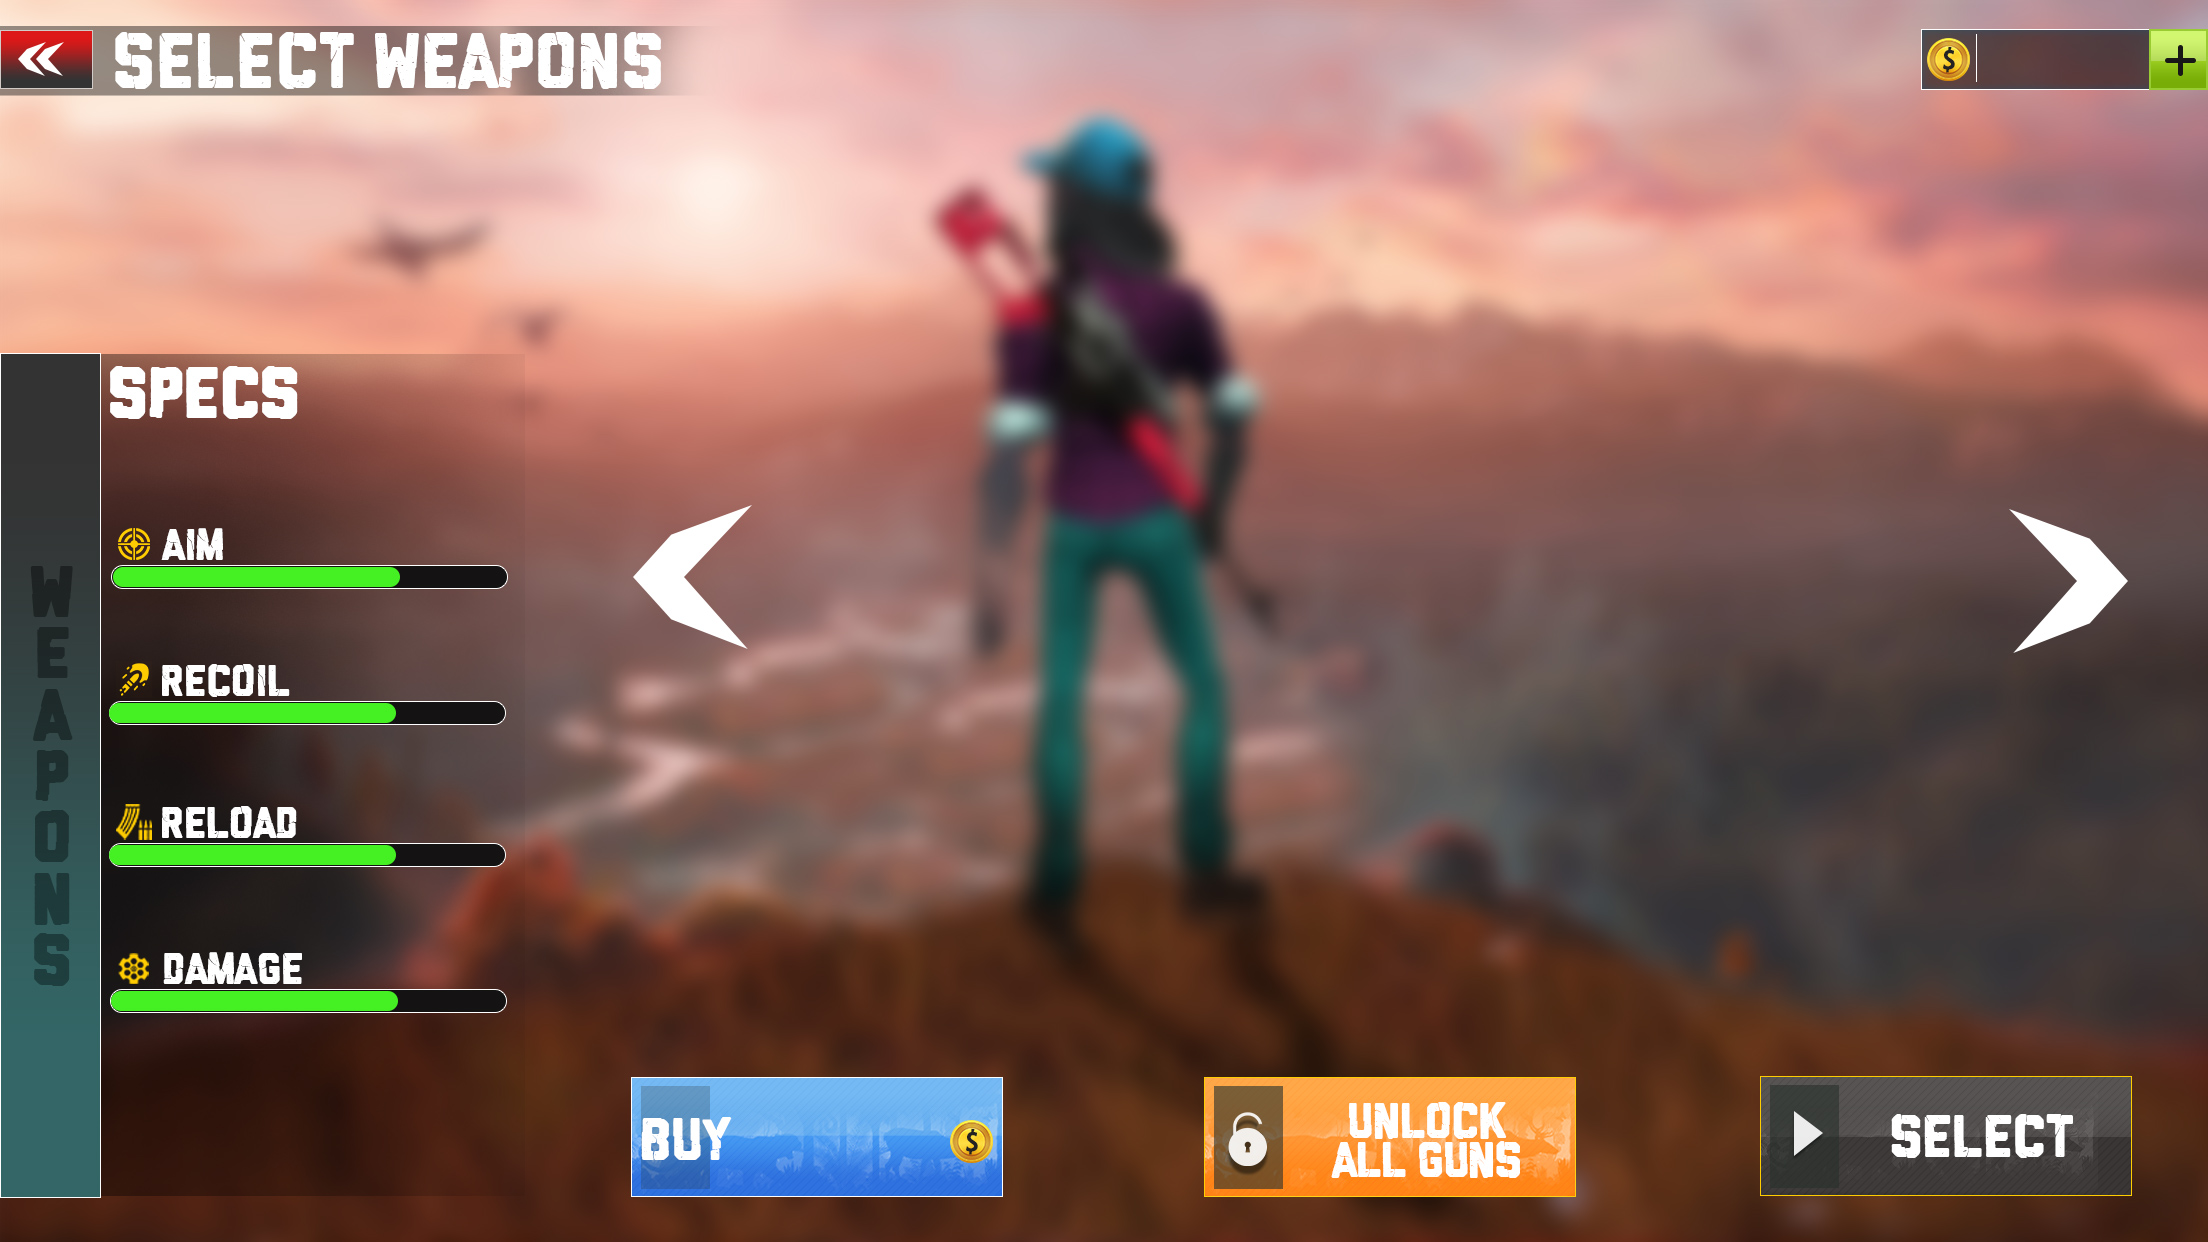 SELECT WEAPONS
SPECS
AIM
RECOIL
RELOAD
DAMAGE
WEAPONS
BUY
UNLOCK
ALL GUNS
SELECT